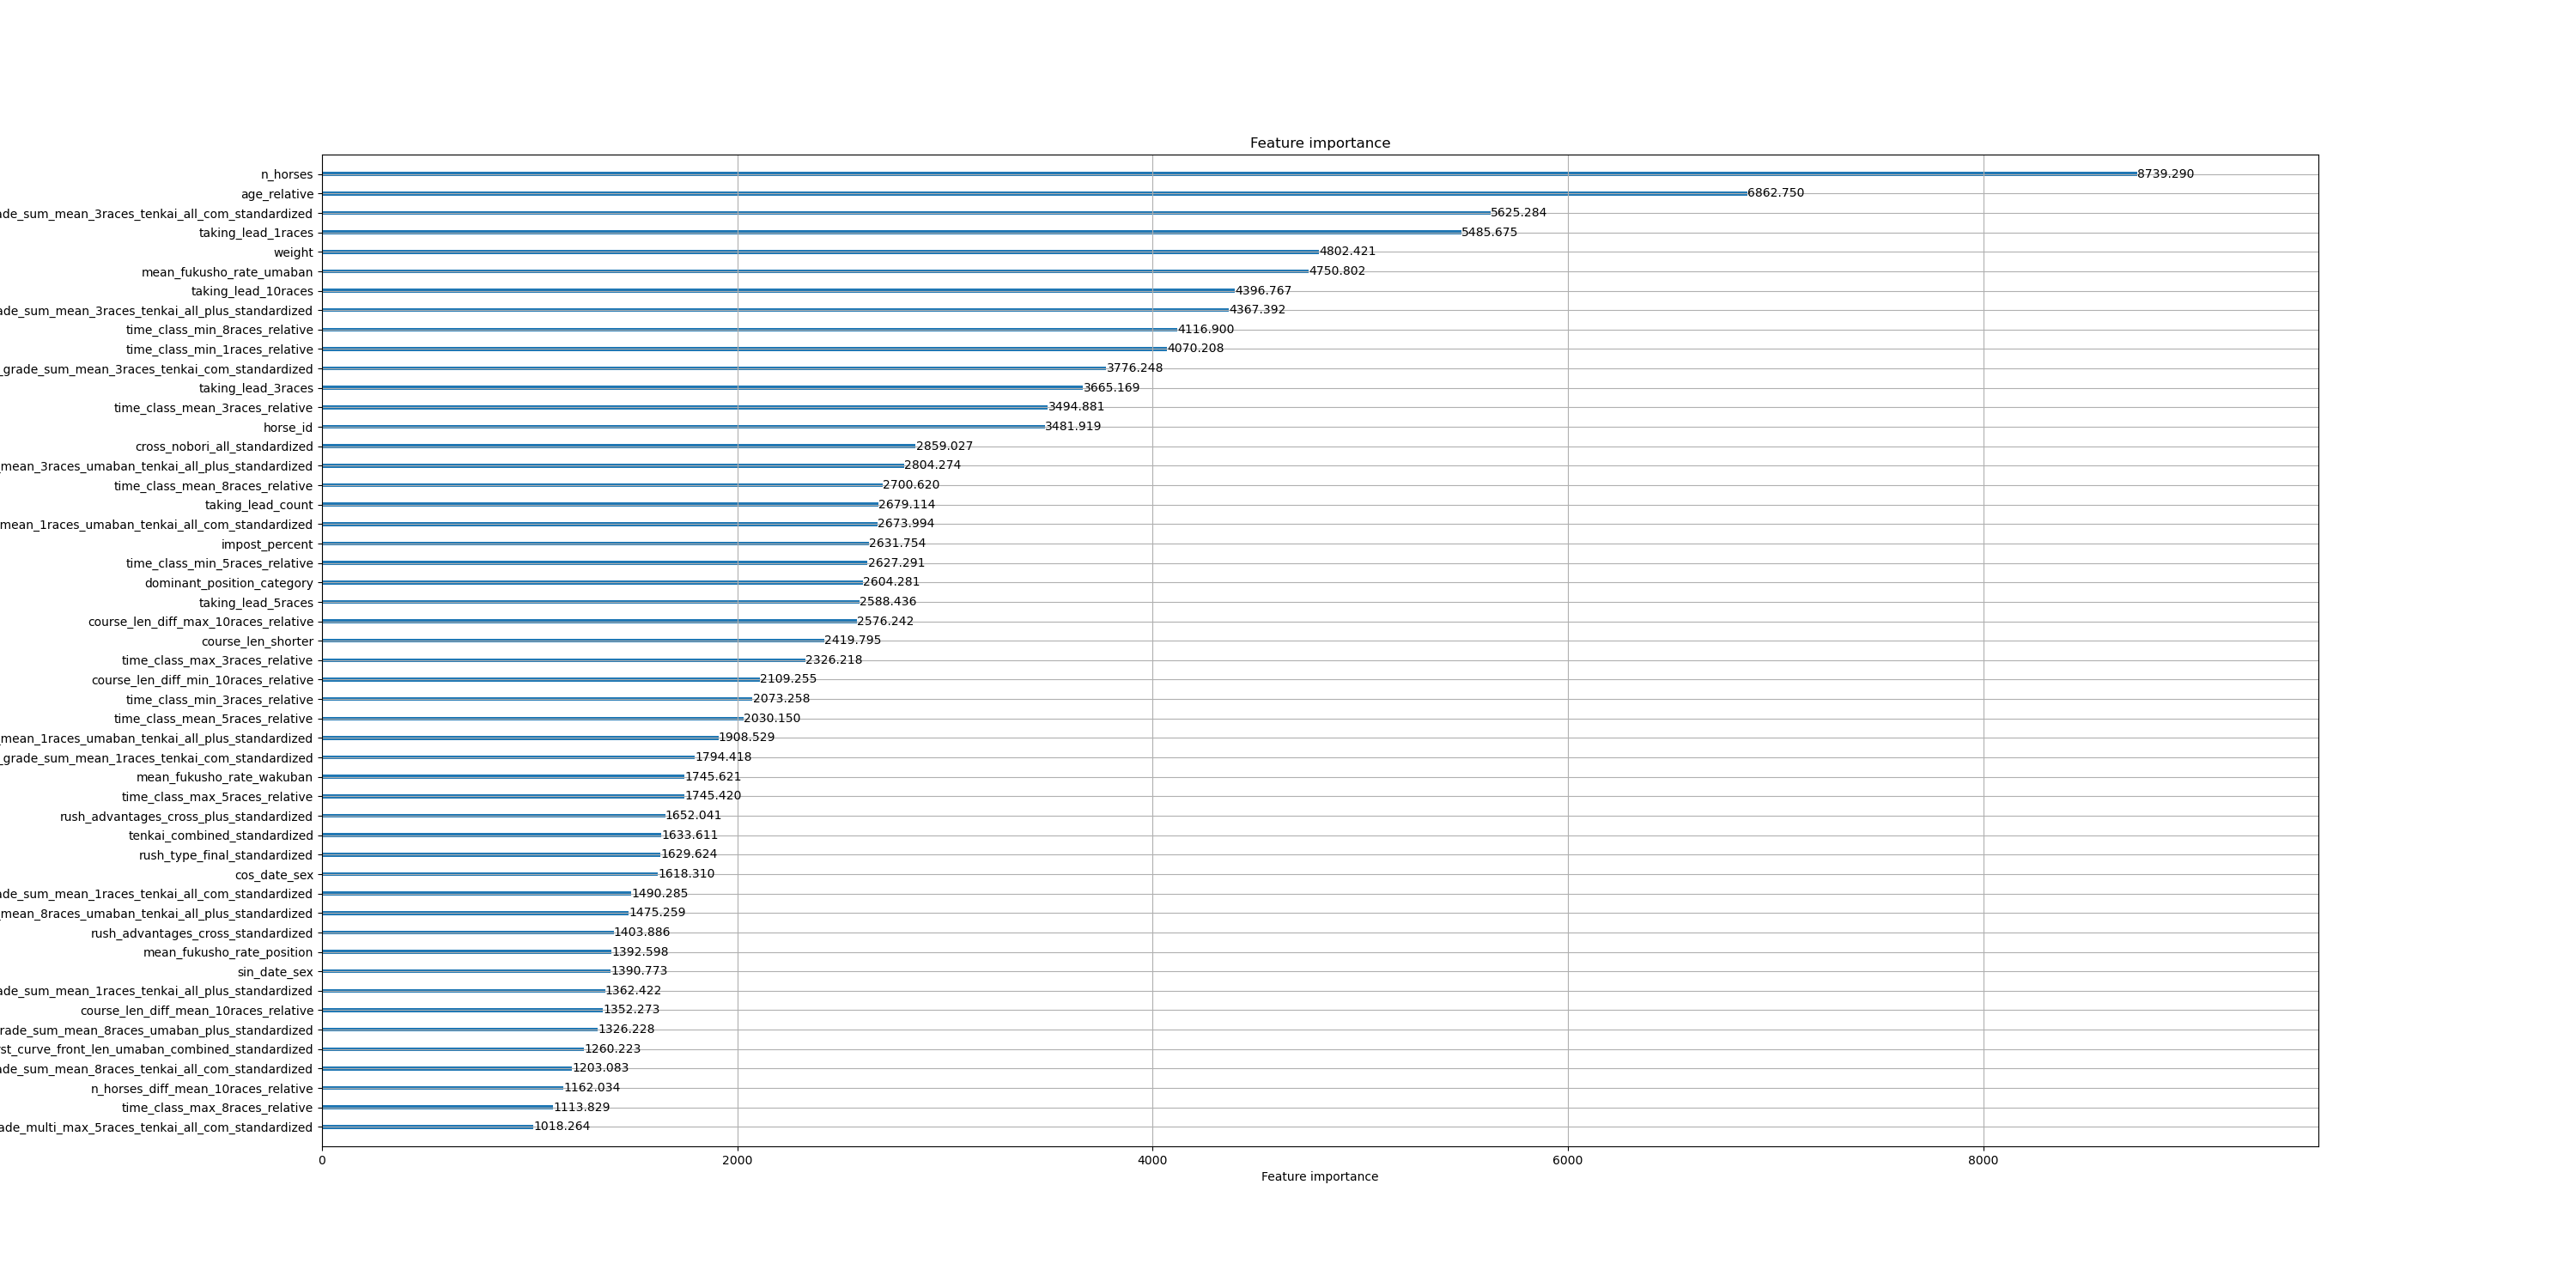 Feature importance
n_horses 8739.290
age_relative 6862.750
ade_sum_mean_3races_tenkai_all_com_standardized 5625.284
taking_lead_1races 5485.675
weight 4802.421
mean_fukusho_rate_umaban 4750.802
taking_lead_10races 4396.767
ade_sum_mean_3races_tenkai_all_plus_standardized 4367.392
time_class_min_8races_relative 4116.900
time_class_min_1races_relative 4070.208
_grade_sum_mean_3races_tenkai_com_standardized 3776.248
taking_lead_3races 3665.169
time_class_mean_3races_relative 3494.881
horse_id 3481.919
cross_nobori_all_standardized 2859.027
_mean_3races_umaban_tenkai_all_plus_standardized 2804.274
time_class_mean_8races_relative 2700.620
taking_lead_count 2679.114
mean_1races_umaban_tenkai_all_com_standardized 2673.994
impost_percent 2631.754
time_class_min_5races_relative 2627.291
dominant_position_category 2604.281
taking_lead_5races 2588.436
course_len_diff_max_10races_relative 2576.242
course_len_shorter 2419.795
time_class_max_3races_relative 2326.218
course_len_diff_min_10races_relative 2109.255
time_class_min_3races_relative 2073.258
time_class_mean_5races_relative 2030.150
_mean_1races_umaban_tenkai_all_plus_standardized 1908.529
_grade_sum_mean_1races_tenkai_com_standardized 1794.418
mean_fukusho_rate_wakuban 1745.621
time_class_max_5races_relative 1745.420
rush_advantages_cross_plus_standardized 1652.041
tenkai_combined_standardized 1633.611
rush_type_final_standardized 1629.624
cos_date_sex 1618.310
ade_sum_mean_1races_tenkai_all_com_standardized 1490.285
_mean_8races_umaban_tenkai_all_plus_standardized 1475.259
rush_advantages_cross_standardized 1403.886
mean_fukusho_rate_position 1392.598
sin_date_sex 1390.773
ade_sum_mean_1races_tenkai_all_plus_standardized 1362.422
course_len_diff_mean_10races_relative 1352.273
rade_sum_mean_8races_umaban_plus_standardized 1326.228
st_curve_front_len_umaban_combined_standardized 1260.223
ade_sum_mean_8races_tenkai_all_com_standardized 1203.083
n_horses_diff_mean_10races_relative 1162.034
time_class_max_8races_relative 1113.829
ade_multi_max_5races_tenkai_all_com_standardized 1018.264
0 2000 4000 6000 8000
Feature importance